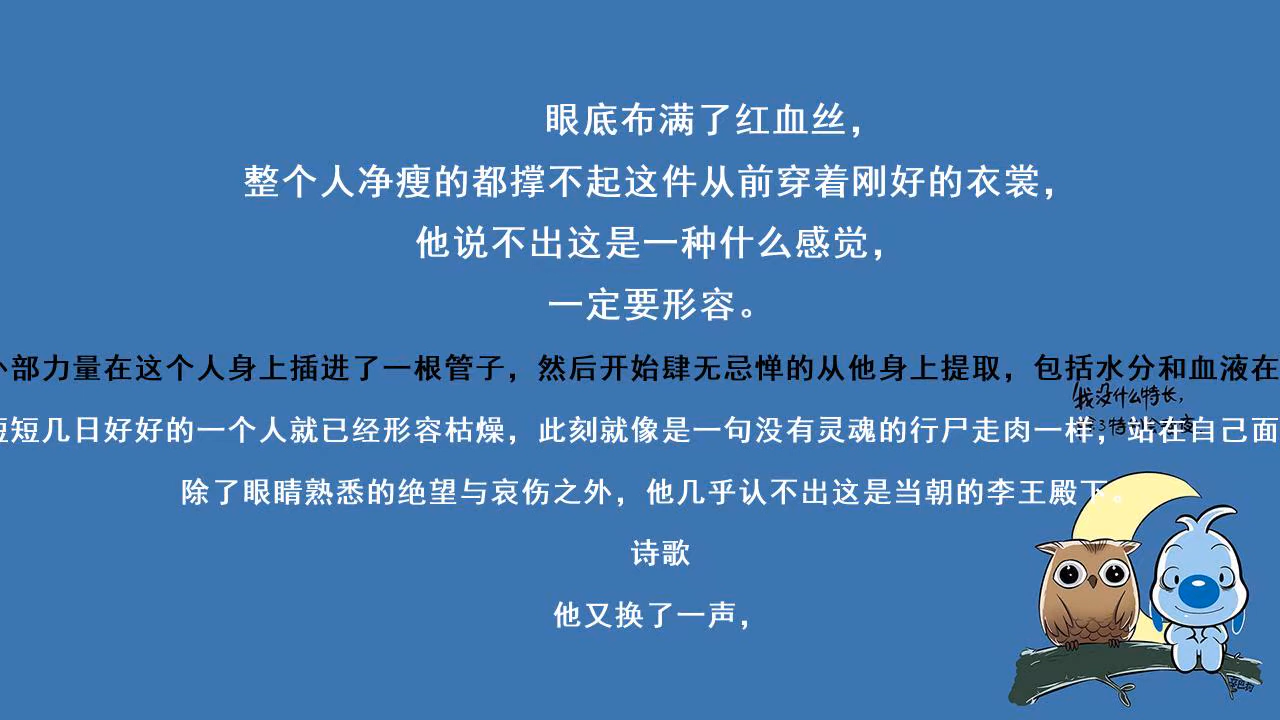 眼底布满了红血丝，
整个人净瘦的都撑不起这件从前穿着刚好的衣裳，
他说不出这是一种什么感觉，
一定要形容。
部力量在这个人身上插进了一根管子，然后开始肆无忌惮的从他身上提取，包括水分和血液在
我没什么特长，
短几日好好的一个人就已经形容枯燥，此刻就像是一句没有灵魂的行尸走肉一样，站在自己面
除了眼睛熟悉的绝望与哀伤之外，他几乎认不出这是当朝的李王殿下。
诗歌
他又换了一声，